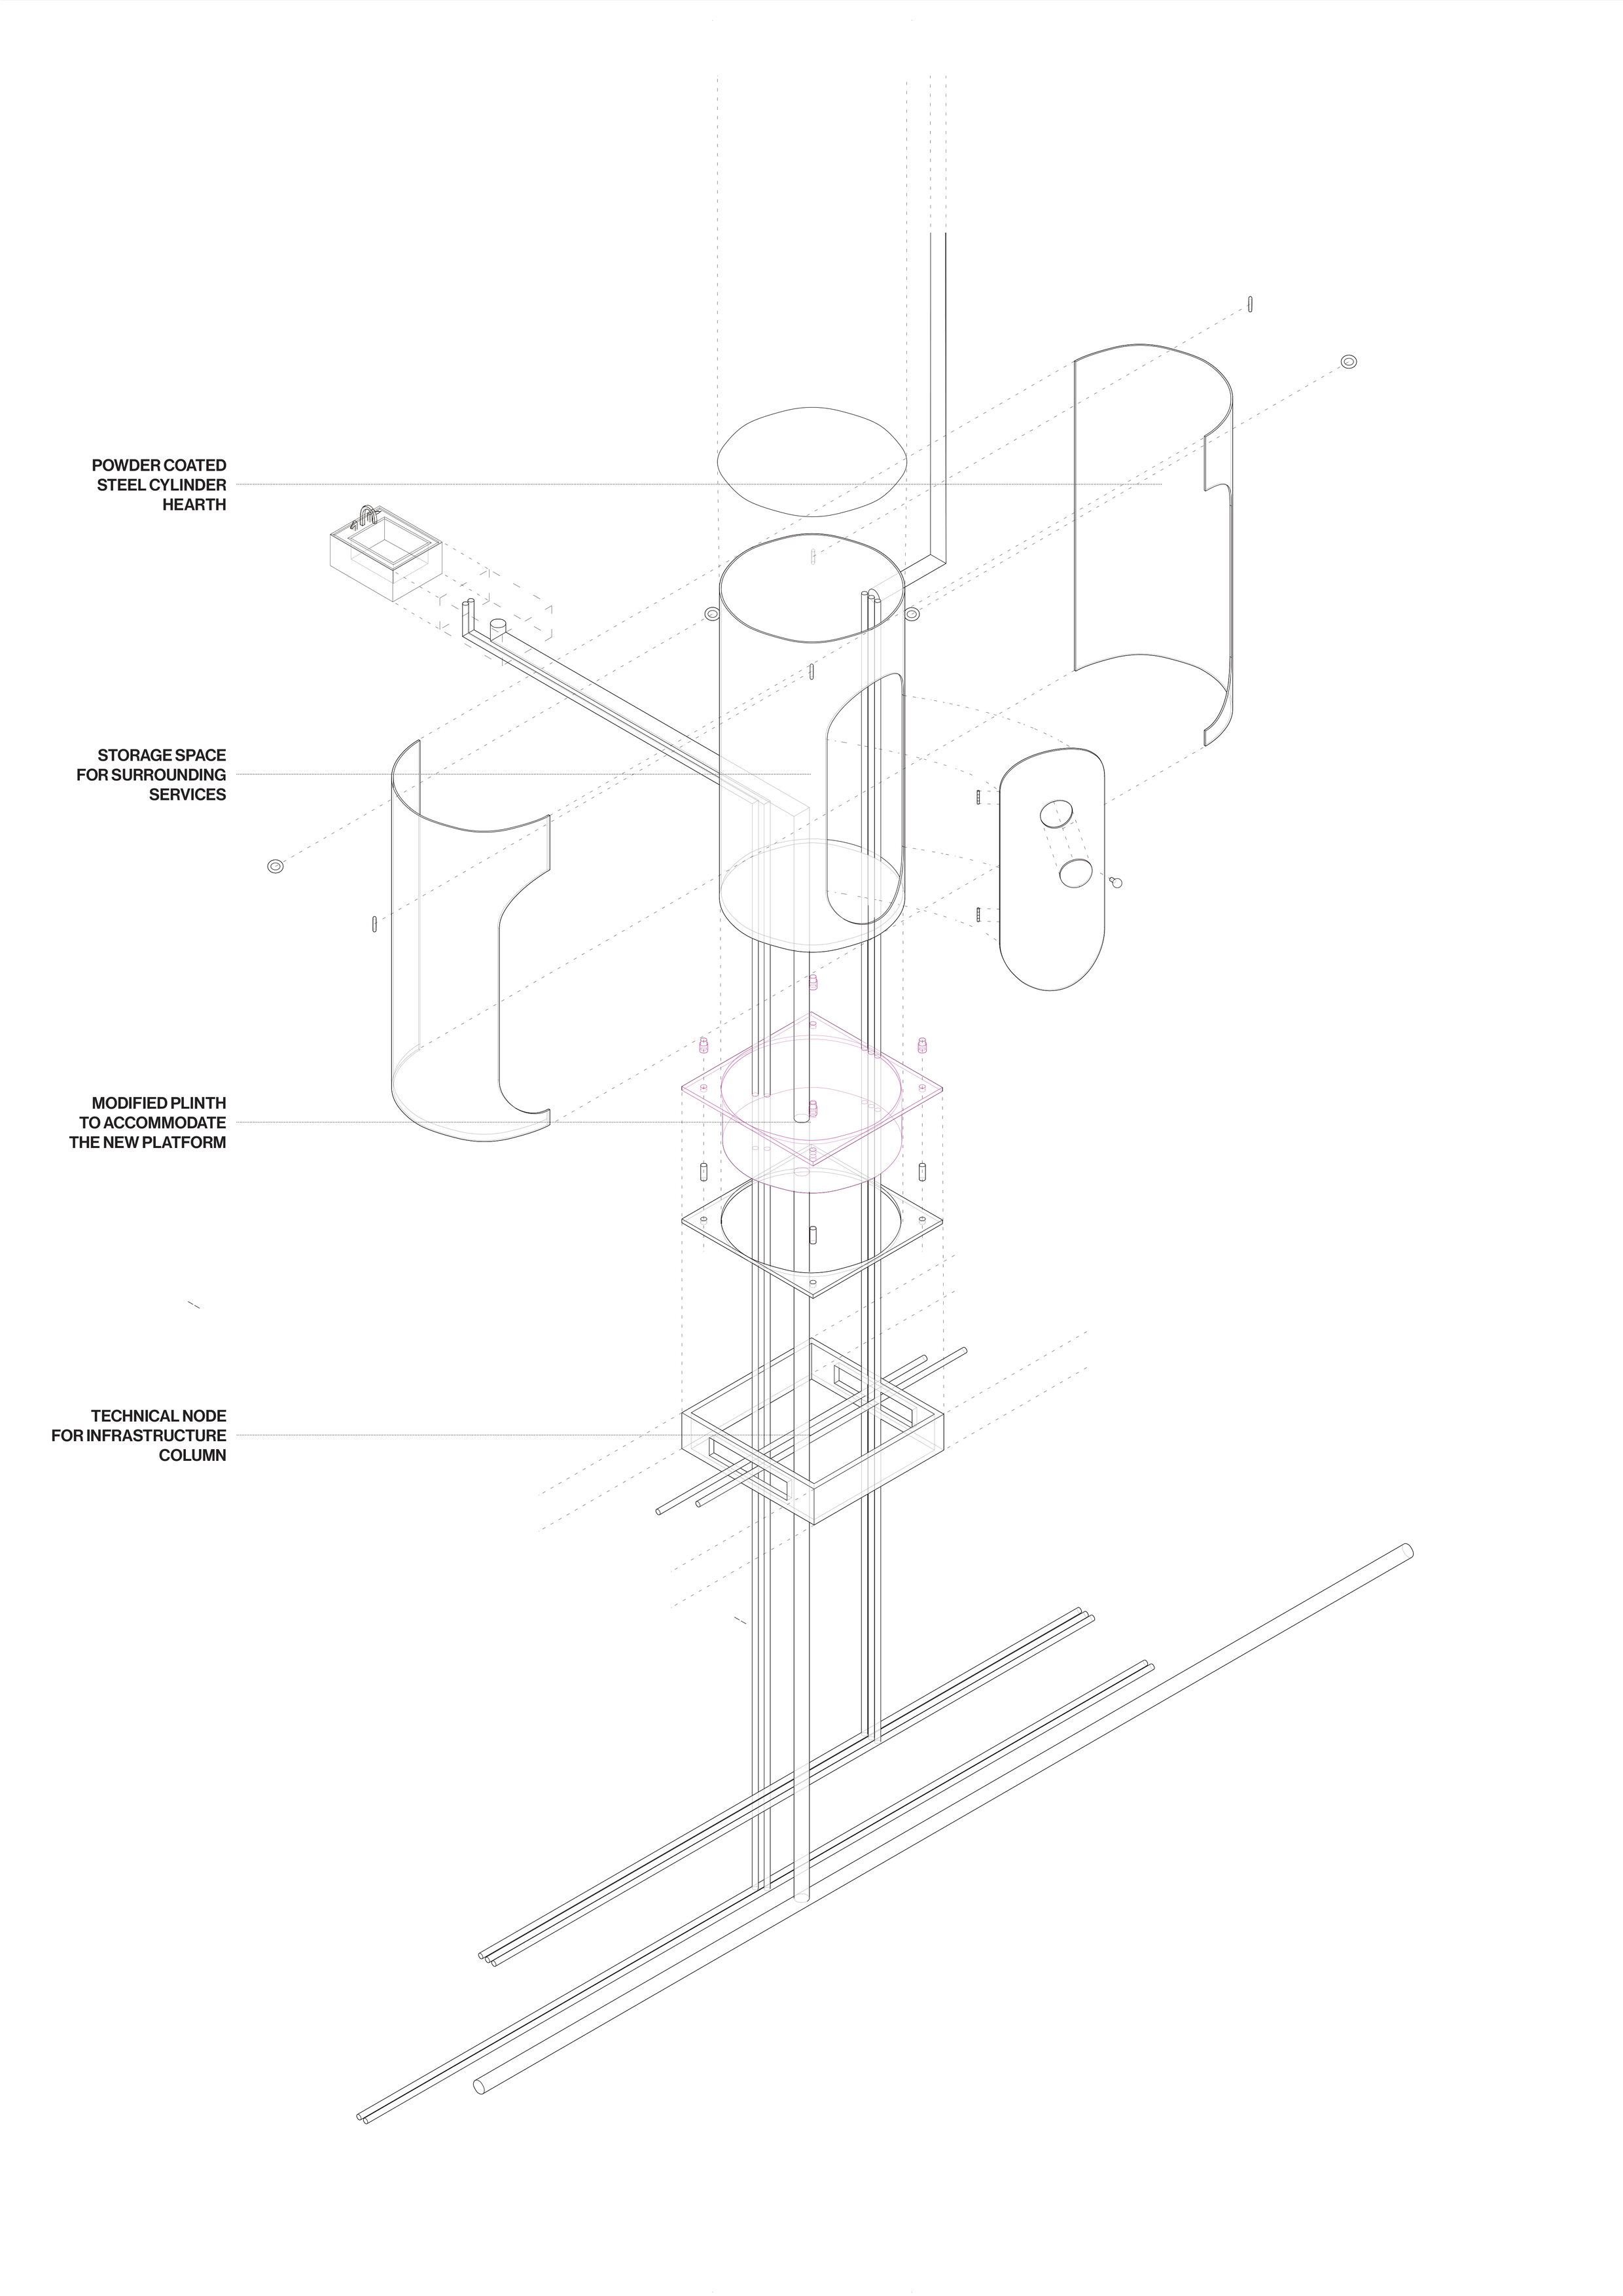 POWDER COATED
STEEL CYLINDER
HEARTH
STORAGE SPACE
FOR SURROUNDING
SERVICES
MODIFIED PLINTH
TO ACCOMMODATE
THE NEW PLATFORM
TECHNICAL NODE
FOR INFRASTRUCTURE
COLUMN